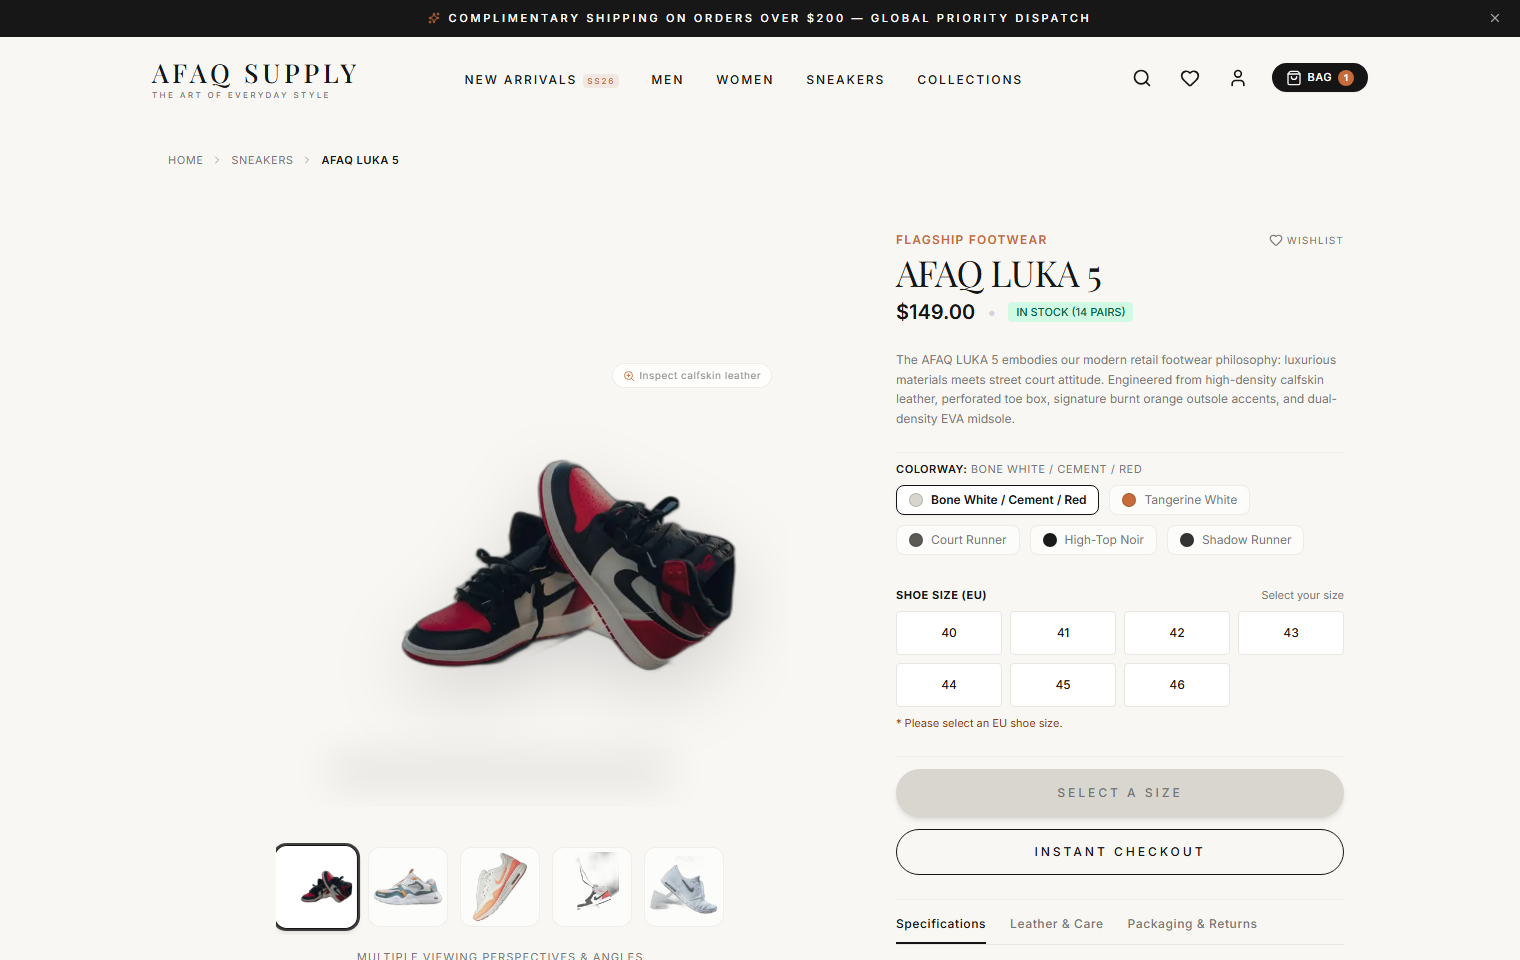 COMPLIMENTARY SHIPPING ON ORDERS OVER $200 — GLOBAL PRIORITY DISPATCH
AFAQ SUPPLY
THE ART OF EVERYDAY STYLE
NEW ARRIVALS SS26 MEN WOMEN SNEAKERS COLLECTIONS
BAG 1
HOME SNEAKERS AFAQ LUKA 5
FLAGSHIP FOOTWEAR
WISHLIST
AFAQ LUKA 5
$149.00 IN STOCK (14 PAIRS)
Inspect calfskin leather
The AFAQ LUKA 5 embodies our modern retail footwear philosophy: luxurious
materials meets street court attitude. Engineered from high-density calfskin
leather, perforated toe box, signature burnt orange outsole accents, and dual-
density EVA midsole.
COLORWAY: BONE WHITE / CEMENT / RED
Bone White / Cement / Red Tangerine White
Court Runner High-Top Noir Shadow Runner
SHOE SIZE (EU) Select your size
40 41 42 43
44 45 46
* Please select an EU shoe size.
SELECT A SIZE
INSTANT CHECKOUT
Specifications Leather & Care Packaging & Returns
MULTIPLE VIEWING PERSPECTIVES & ANGLES